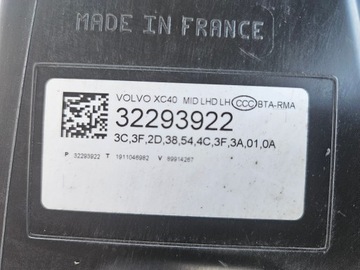 MADE IN FRANCE
VOLVO XC40 MID LHD LH CCC BTA-RMA
32293922
3C,3F,2D,38,54,4C,3F,3A,01,0A
P 32293922 T 1911046982 V 69914267